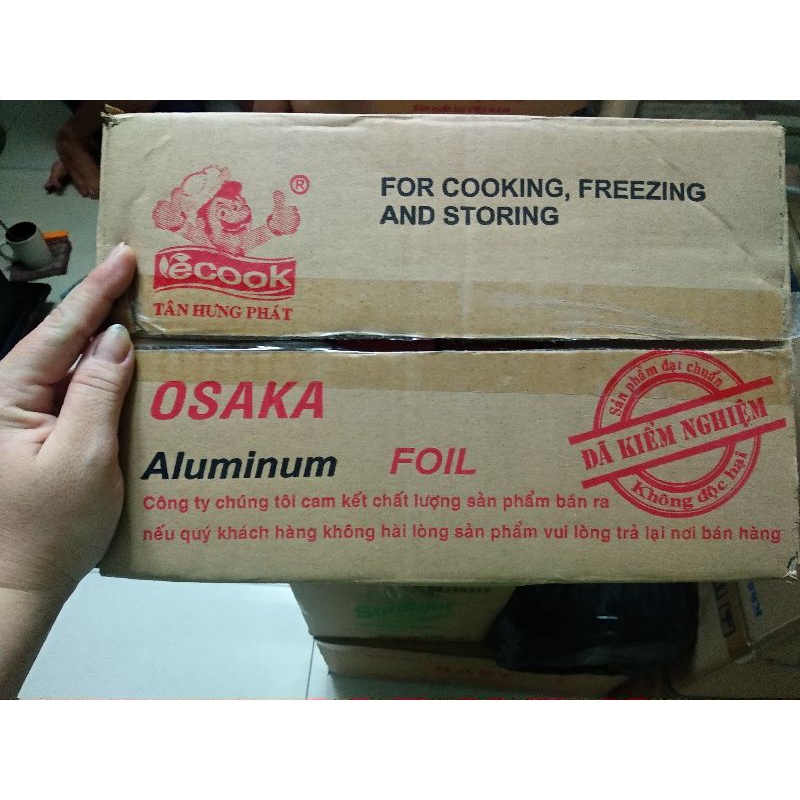 ®
FOR COOKING, FREEZING
AND STORING
ecook
TÂN HƯNG PHÁT
OSAKA
Aluminum FOIL
Sản phẩm đạt chuẩn
ĐÃ KIỂM NGHIỆM
Không độc hại
Công ty chúng tôi cam kết chất lượng sản phẩm bán ra
nếu quý khách hàng không hài lòng sản phẩm vui lòng trả lại nơi bán hàng